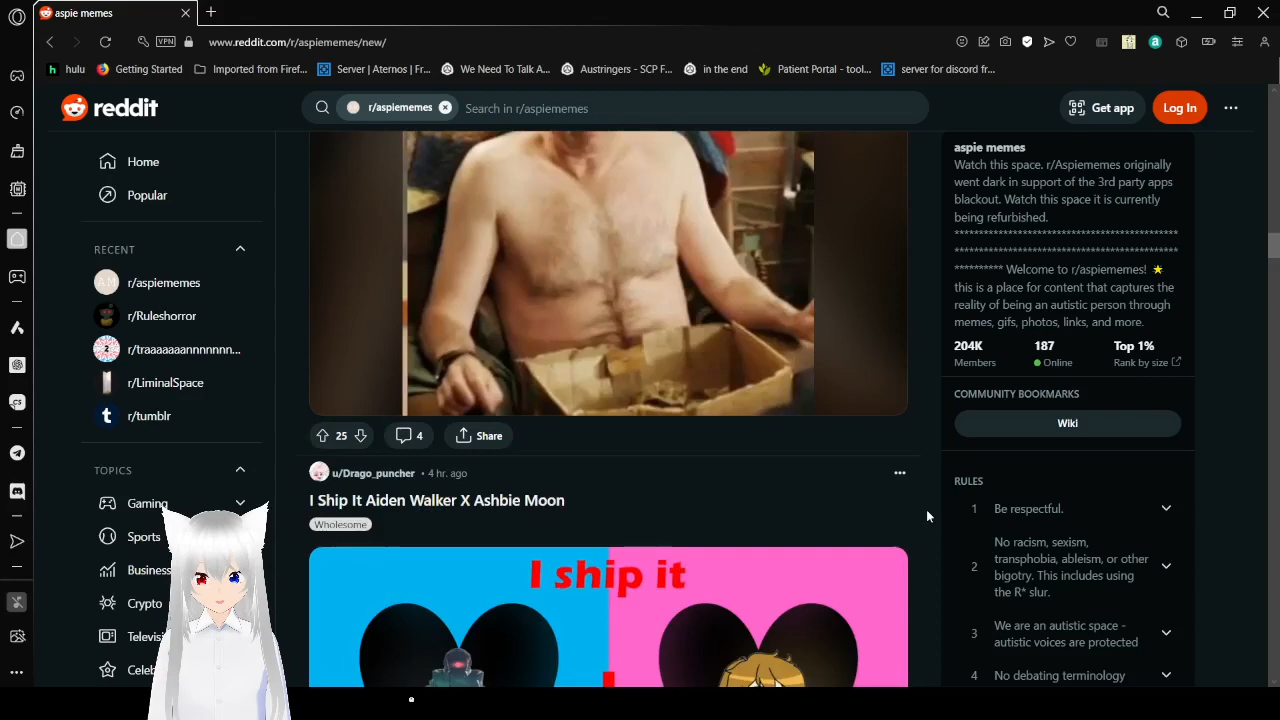 aspie memes
VPN
www.reddit.com/r/aspiememes/new/
hulu
Getting Started
Imported from Firef...
Server | Aternos | Fr...
We Need To Talk A...
Austringers - SCP F...
in the end
Patient Portal - tool...
server for discord fr...
reddit
r/aspiememes
Search in r/aspiememes
Get app
Log In
Home
Popular
RECENT
AM
r/aspiememes
r/Ruleshorror
r/traaaaaaannnnnnn...
r/LiminalSpace
r/tumblr
TOPICS
Gaming
Sports
Business
Crypto
Televisi
Celeb
25
4
Share
u/Drago_puncher • 4 hr. ago
I Ship It Aiden Walker X Ashbie Moon
Wholesome
I ship it
aspie memes
Watch this space. r/Aspiememes originally
went dark in support of the 3rd party apps
blackout. Watch this space it is currently
being refurbished.
********************************************
********************************************
********** Welcome to r/aspiememes! ⭐
this is a place for content that captures the
reality of being an autistic person through
memes, gifs, photos, links, and more.
204K
187
Top 1%
Members
Online
Rank by size
COMMUNITY BOOKMARKS
Wiki
RULES
1 Be respectful.
2 No racism, sexism,
transphobia, ableism, or other
bigotry. This includes using
the R* slur.
3 We are an autistic space -
autistic voices are protected
4 No debating terminology